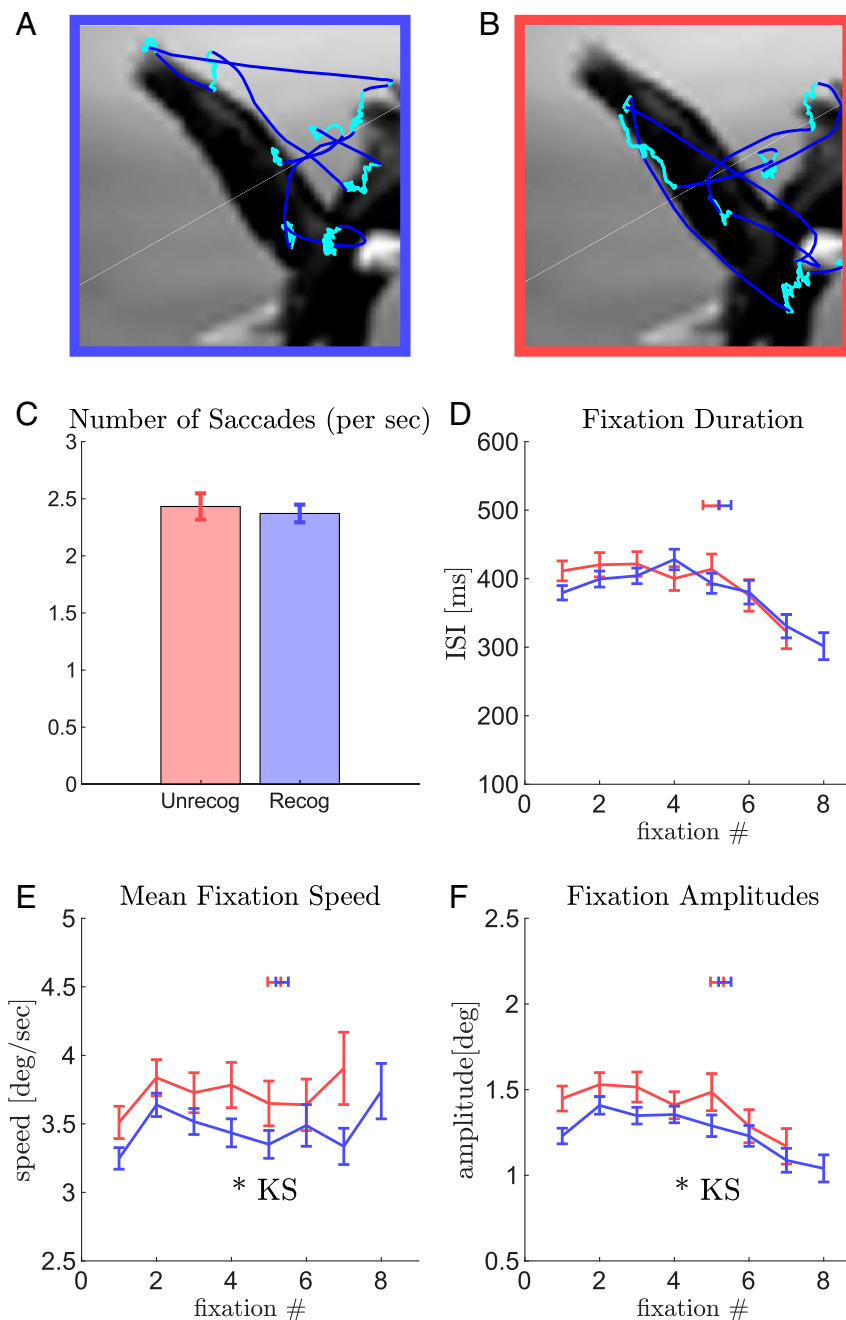 A
B
C
Number of Saccades (per sec)
3
2.5
2
1.5
1
0.5
0
Unrecog
Recog
D
Fixation Duration
600
500
400
300
200
100
ISI [ms]
0
2
4
6
8
fixation #
E
Mean Fixation Speed
5
4.5
4
3.5
3
2.5
speed [deg/sec]
* KS
0
2
4
6
8
fixation #
F
Fixation Amplitudes
2.5
2
1.5
1
0.5
amplitude[deg]
* KS
0
2
4
6
8
fixation #